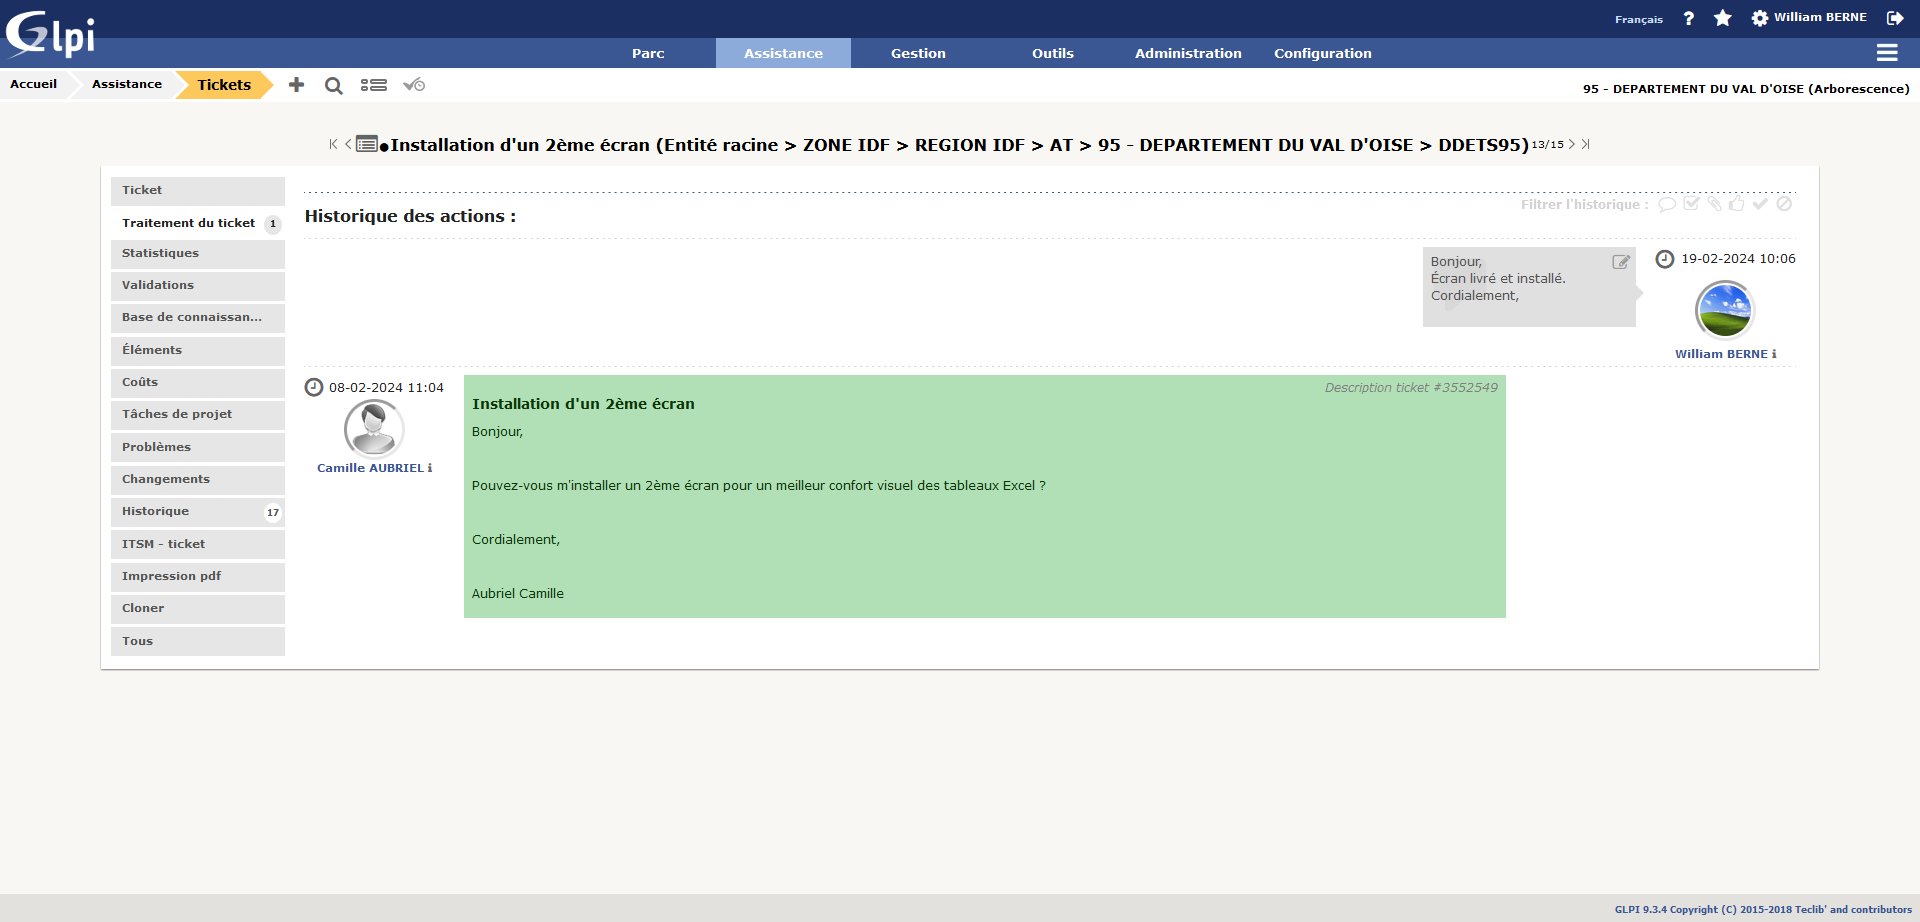 Glpi
Français ? William BERNE
Parc Assistance Gestion Outils Administration Configuration
Accueil Assistance Tickets
95 - DEPARTEMENT DU VAL D'OISE (Arborescence)
Installation d'un 2ème écran (Entité racine > ZONE IDF > REGION IDF > AT > 95 - DEPARTEMENT DU VAL D'OISE > DDETS95) 13/15
Ticket
Traitement du ticket 1
Statistiques
Validations
Base de connaissan...
Éléments
Coûts
Tâches de projet
Problèmes
Changements
Historique 17
ITSM - ticket
Impression pdf
Cloner
Tous
Filtrer l'historique :
Historique des actions :
Bonjour,
Écran livré et installé.
Cordialement,
19-02-2024 10:06
William BERNE
08-02-2024 11:04
Camille AUBRIEL
Description ticket #3552549
Installation d'un 2ème écran
Bonjour,
Pouvez-vous m'installer un 2ème écran pour un meilleur confort visuel des tableaux Excel ?
Cordialement,
Aubriel Camille
GLPI 9.3.4 Copyright (C) 2015-2018 Teclib' and contributors